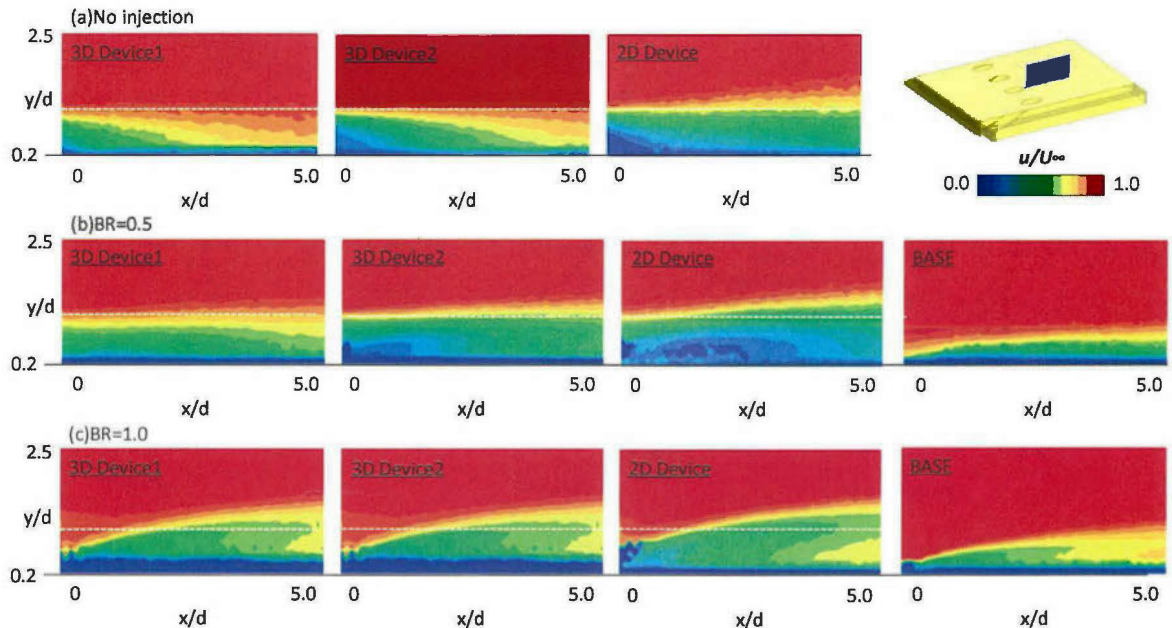 (a)No injection
2.5
3D Device1
3D Device2
2D Device
y/d
0.2
0
5.0
0
5.0
0
5.0
x/d
x/d
x/d
u/U∞
0.0
1.0
(b)BR=0.5
2.5
3D Device1
3D Device2
2D Device
BASE
y/d
0.2
0
5.0
0
5.0
0
5.0
0
5.0
x/d
x/d
x/d
x/d
(c)BR=1.0
2.5
3D Device1
3D Device2
2D Device
BASE
y/d
0.2
0
5.0
0
5.0
0
5.0
0
5.0
x/d
x/d
x/d
x/d